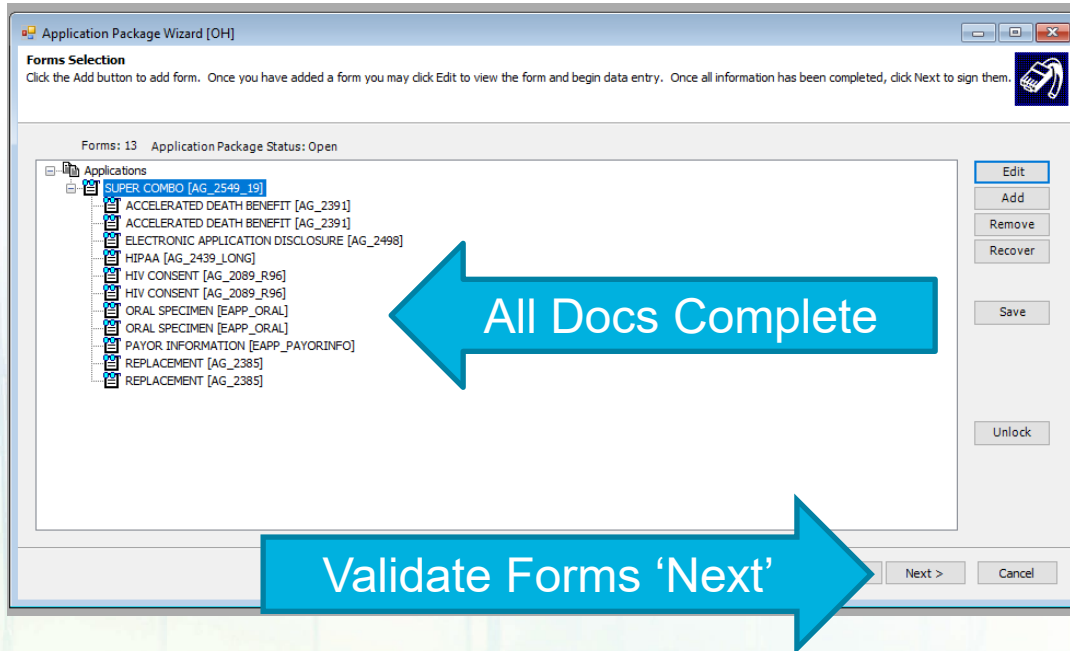 Application Package Wizard [OH]
Forms Selection
Click the Add button to add form. Once you have added a form you may click Edit to view the form and begin data entry. Once all information has been completed, click Next to sign them.
Forms: 13 Application Package Status: Open
Applications
SUPER COMBO [AG_2549_19]
ACCELERATED DEATH BENEFIT [AG_2391]
ACCELERATED DEATH BENEFIT [AG_2391]
ELECTRONIC APPLICATION DISCLOSURE [AG_2498]
HIPAA [AG_2439_LONG]
HIV CONSENT [AG_2089_R96]
HIV CONSENT [AG_2089_R96]
ORAL SPECIMEN [EAPP_ORAL]
ORAL SPECIMEN [EAPP_ORAL]
PAYOR INFORMATION [EAPP_PAYORINFO]
REPLACEMENT [AG_2385]
REPLACEMENT [AG_2385]
All Docs Complete
Edit
Add
Remove
Recover
Save
Unlock
Validate Forms ‘Next’
Next >
Cancel